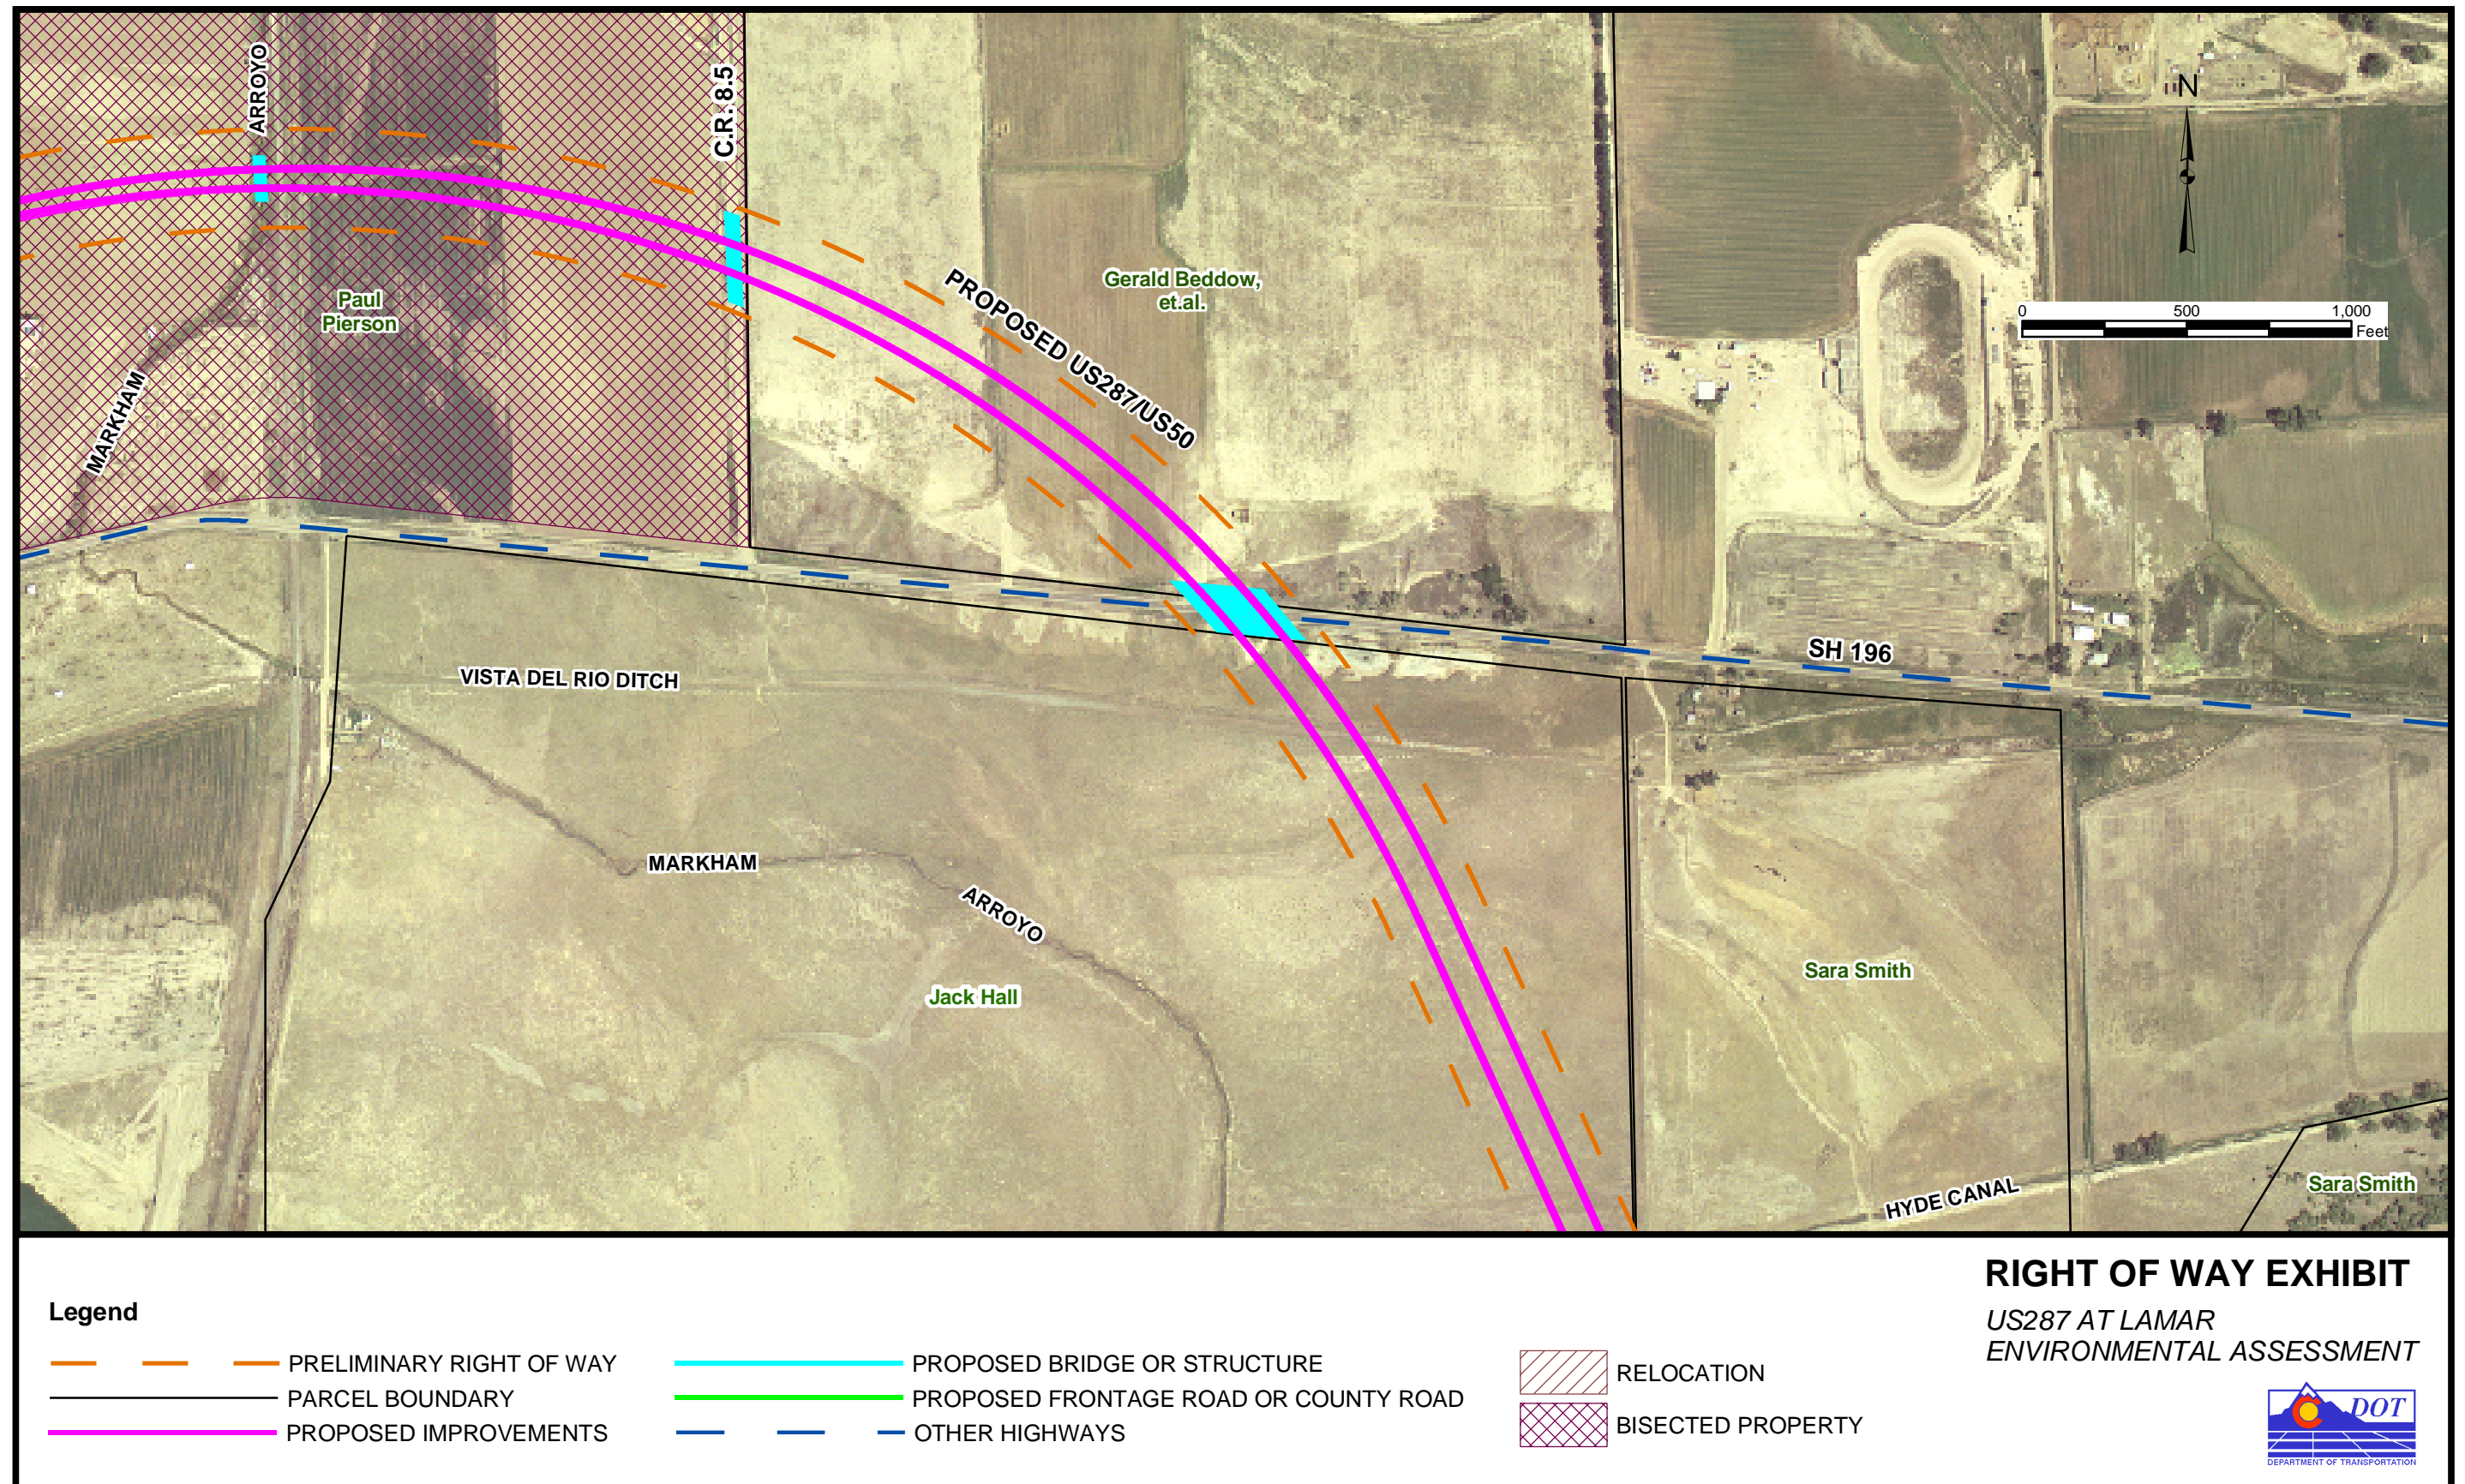 ARROYO
C.R. 8.5
N
0 500 1,000
Feet
Paul
Pierson
Gerald Beddow,
et.al.
PROPOSED US287/US50
MARKHAM
SH 196
VISTA DEL RIO DITCH
MARKHAM
ARROYO
Jack Hall
Sara Smith
HYDE CANAL
Sara Smith
RIGHT OF WAY EXHIBIT
US287 AT LAMAR
ENVIRONMENTAL ASSESSMENT
Legend
PRELIMINARY RIGHT OF WAY
PARCEL BOUNDARY
PROPOSED IMPROVEMENTS
PROPOSED BRIDGE OR STRUCTURE
PROPOSED FRONTAGE ROAD OR COUNTY ROAD
OTHER HIGHWAYS
RELOCATION
BISECTED PROPERTY
DOT
DEPARTMENT OF TRANSPORTATION